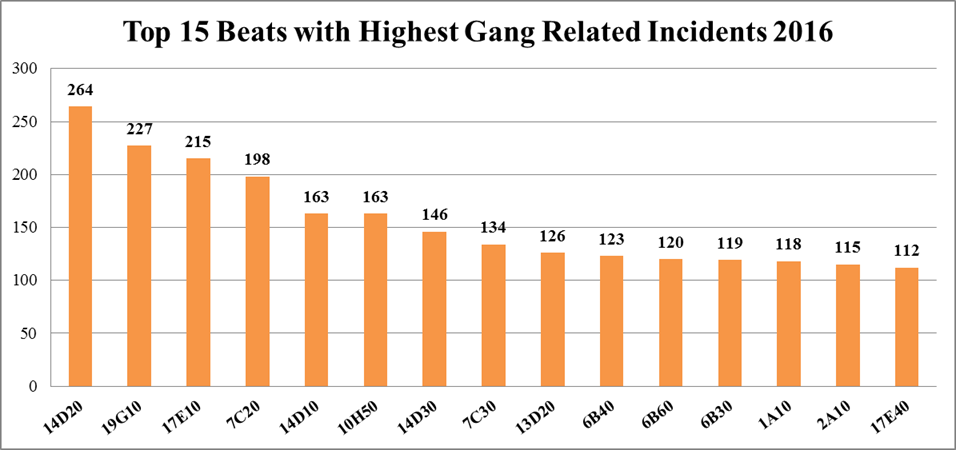 Top 15 Beats with Highest Gang Related Incidents 2016
300
250
200
150
100
50
0
264
227
215
198
163
163
146
134
126
123
120
119
118
115
112
14D20
19G10
17E10
7C20
14D10
10H50
14D30
7C30
13D20
6B40
6B60
6B30
1A10
2A10
17E40